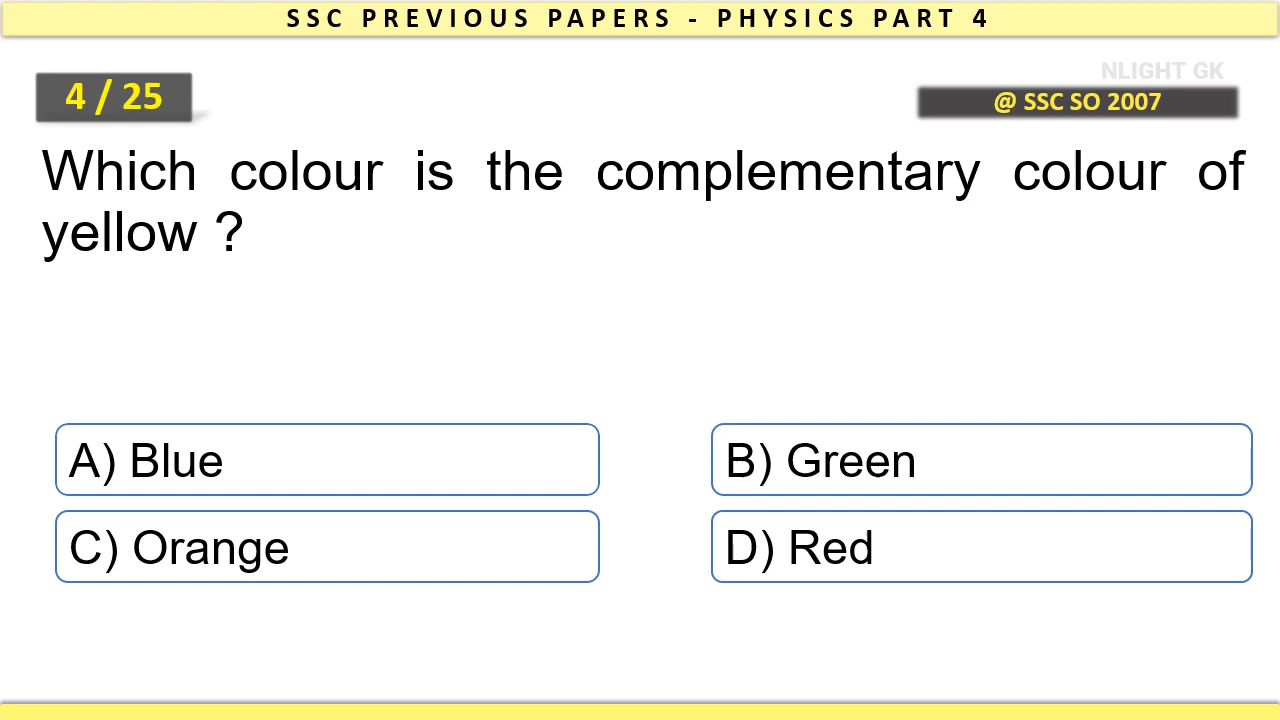 SSC PREVIOUS PAPERS - PHYSICS PART 4
NLIGHT GK
4 / 25
@ SSC SO 2007
Which colour is the complementary colour of
yellow ?
A) Blue
B) Green
C) Orange
D) Red